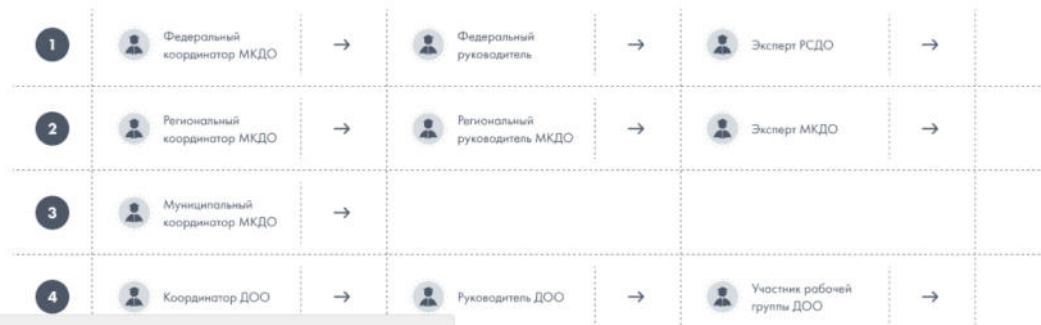 1
Федеральный
координатор МКДО
→
Федеральный
руководитель
→
Эксперт РСДО
→
2
Региональный
координатор МКДО
→
Региональный
руководитель МКДО
→
Эксперт МКДО
→
3
Муниципальный
координатор МКДО
→
4
Координатор ДОО
→
Руководитель ДОО
→
Участник рабочей
группы ДОО
→